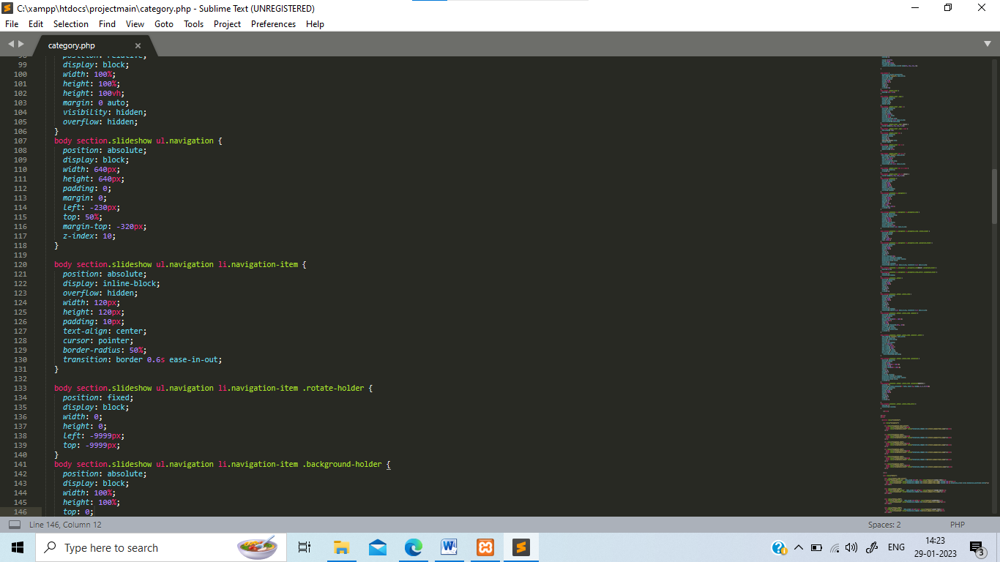 C:\xampp\htdocs\projectmain\category.php - Sublime Text (UNREGISTERED)
File Edit Selection Find View Goto Tools Project Preferences Help
category.php
98 position: relative;
99 display: block;
100 width: 100%;
101 height: 100%;
102 height: 100vh;
103 margin: 0 auto;
104 visibility: hidden;
105 overflow: hidden;
106 }
107 body section.slideshow ul.navigation {
108 position: absolute;
109 display: block;
110 width: 640px;
111 height: 640px;
112 padding: 0;
113 margin: 0;
114 left: -230px;
115 top: 50%;
116 margin-top: -320px;
117 z-index: 10;
118 }
119
120 body section.slideshow ul.navigation li.navigation-item {
121 position: absolute;
122 display: inline-block;
123 overflow: hidden;
124 width: 120px;
125 height: 120px;
126 padding: 10px;
127 text-align: center;
128 cursor: pointer;
129 border-radius: 50%;
130 transition: border 0.6s ease-in-out;
131 }
132
133 body section.slideshow ul.navigation li.navigation-item .rotate-holder {
134 position: fixed;
135 display: block;
136 width: 0;
137 height: 0;
138 left: -9999px;
139 top: -9999px;
140 }
141 body section.slideshow ul.navigation li.navigation-item .background-holder {
142 position: absolute;
143 display: block;
144 width: 100%;
145 height: 100%;
146 top: 0;
Line 146, Column 12 Spaces: 2 PHP
Type here to search
ENG
14:23
29-01-2023
3